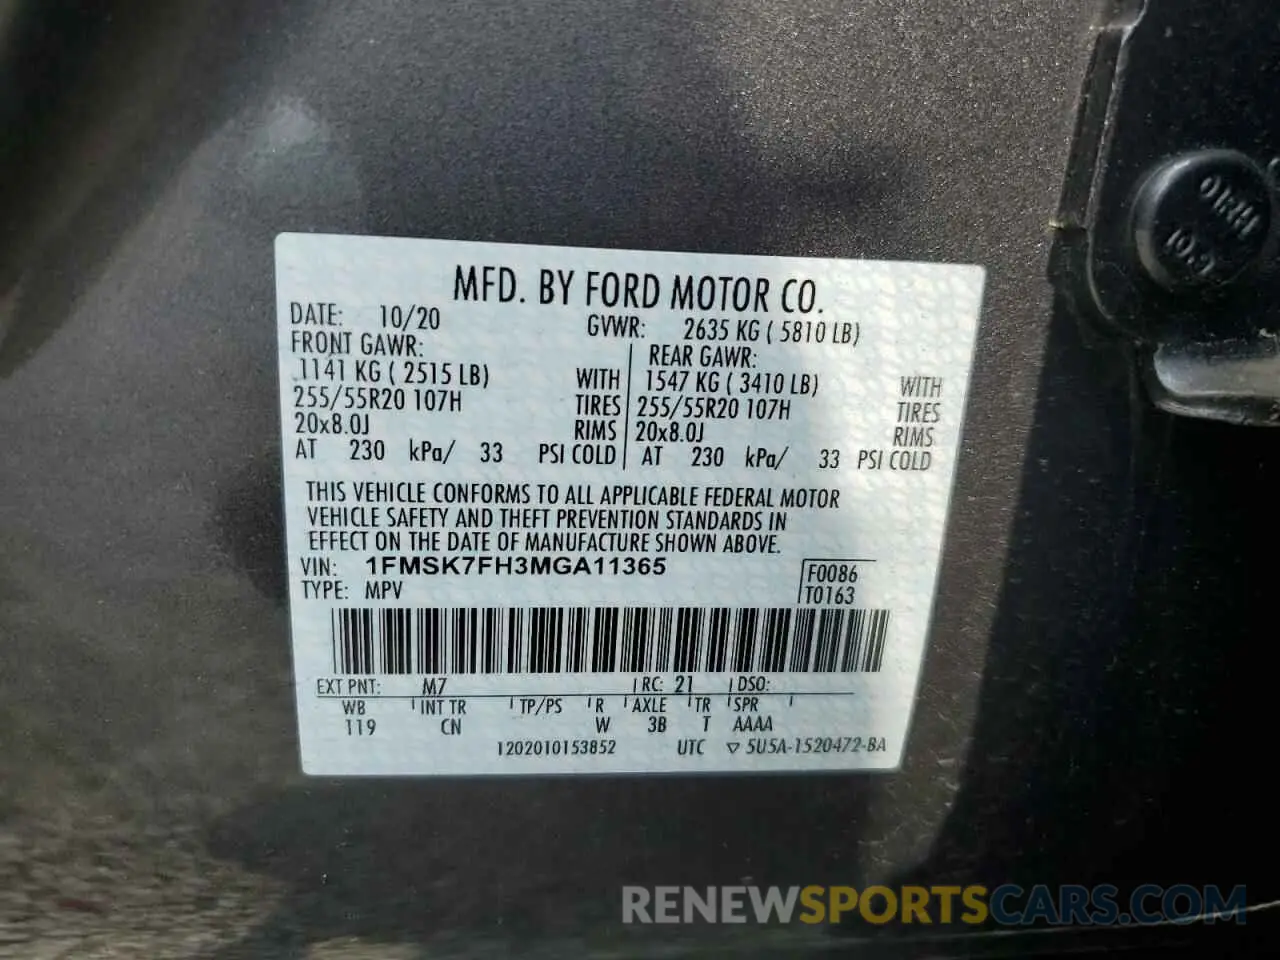 MFD. BY FORD MOTOR CO.
DATE: 10/20 GVWR: 2635 KG ( 5810 LB)
FRONT GAWR: REAR GAWR:
1141 KG ( 2515 LB) WITH 1547 KG ( 3410 LB) WITH
255/55R20 107H TIRES 255/55R20 107H TIRES
20x8.0J RIMS 20x8.0J RIMS
AT 230 kPa/ 33 PSI COLD AT 230 kPa/ 33 PSI COLD
THIS VEHICLE CONFORMS TO ALL APPLICABLE FEDERAL MOTOR
VEHICLE SAFETY AND THEFT PREVENTION STANDARDS IN
EFFECT ON THE DATE OF MANUFACTURE SHOWN ABOVE.
VIN: 1FMSK7FH3MGA11365 F0086
TYPE: MPV T0163
EXT PNT: M7 RC: 21 DSO:
WB INT TR TP/PS R AXLE TR SPR
119 CN W 3B T AAAA
1202010153852 UTC ▽ 5U5A-1520472-BA
10.9
RENEWSPORTSCARS.COM